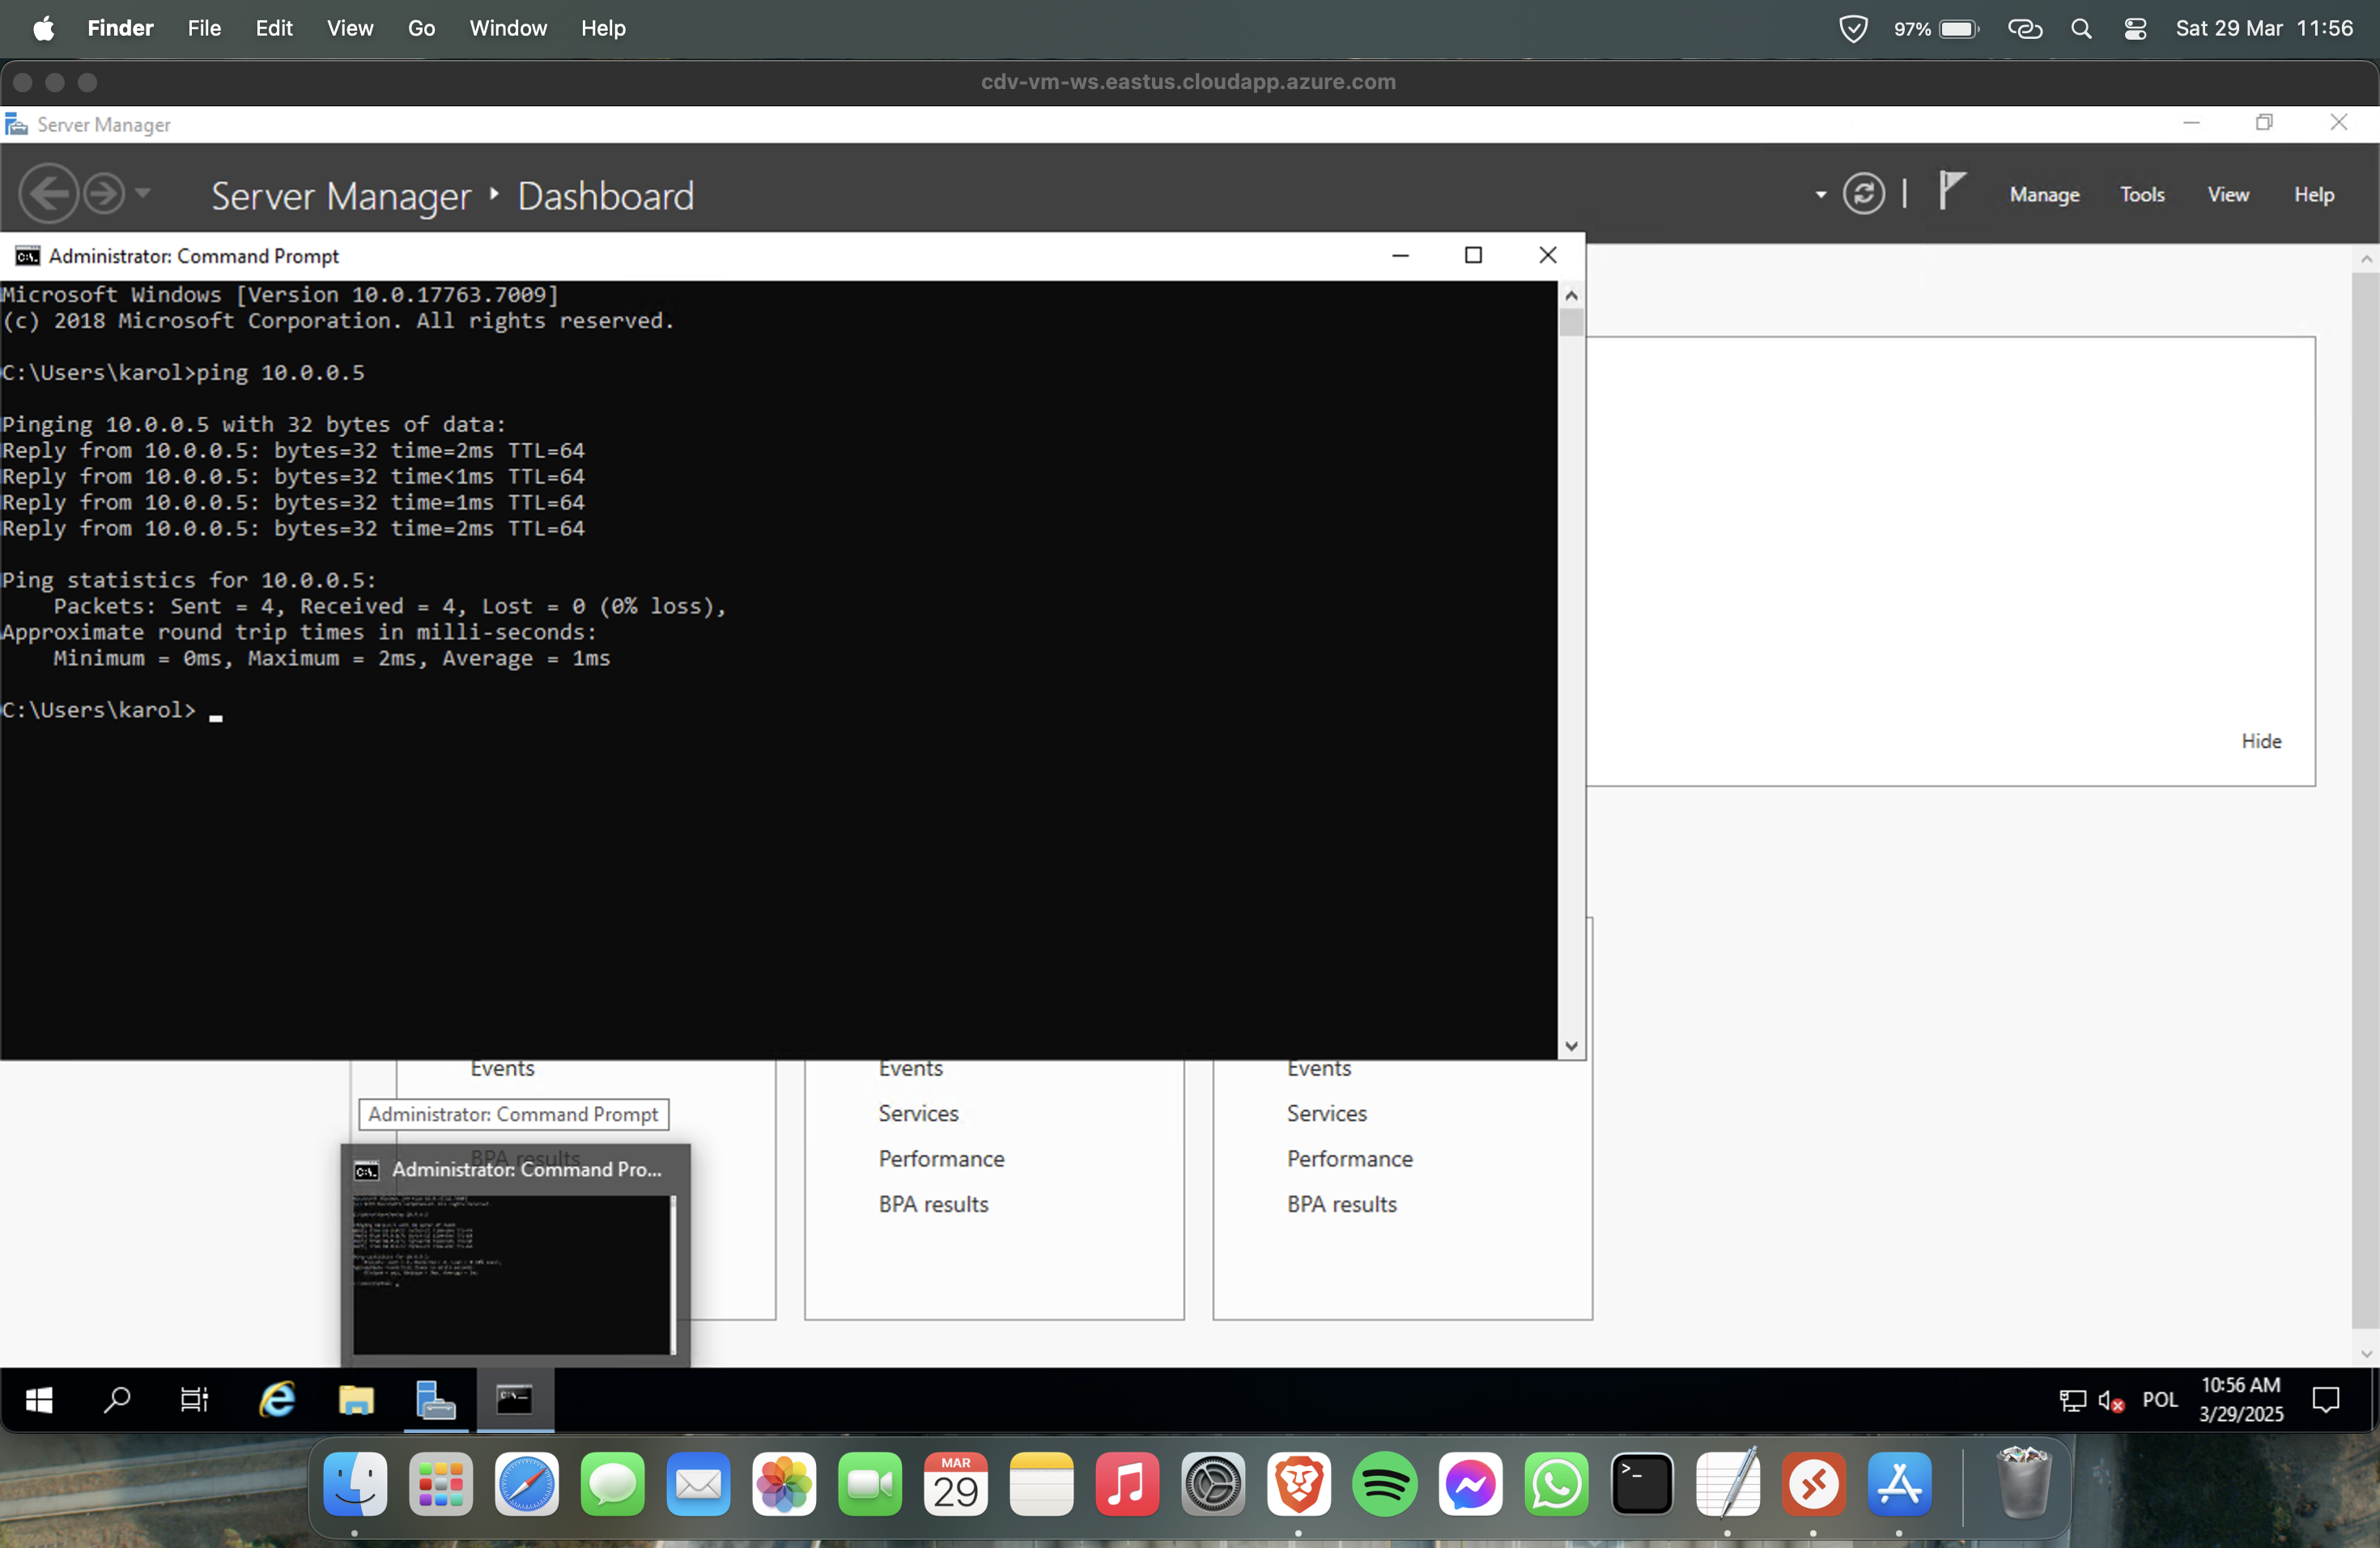 Finder File Edit View Go Window Help 97% Sat 29 Mar 11:56
cdv-vm-ws.eastus.cloudapp.azure.com
Server Manager
Server Manager Dashboard Manage Tools View Help
Administrator: Command Prompt
Microsoft Windows [Version 10.0.17763.7009]
(c) 2018 Microsoft Corporation. All rights reserved.
C:\Users\karol>ping 10.0.0.5
Pinging 10.0.0.5 with 32 bytes of data:
Reply from 10.0.0.5: bytes=32 time=2ms TTL=64
Reply from 10.0.0.5: bytes=32 time<1ms TTL=64
Reply from 10.0.0.5: bytes=32 time=1ms TTL=64
Reply from 10.0.0.5: bytes=32 time=2ms TTL=64
Ping statistics for 10.0.0.5:
    Packets: Sent = 4, Received = 4, Lost = 0 (0% loss),
Approximate round trip times in milli-seconds:
    Minimum = 0ms, Maximum = 2ms, Average = 1ms
C:\Users\karol>
Hide
Events Events Events
Administrator: Command Prompt Services Services
Performance Performance
BPA results
Administrator: Command Pro...
BPA results BPA results
POL
10:56 AM
3/29/2025
MAR
29